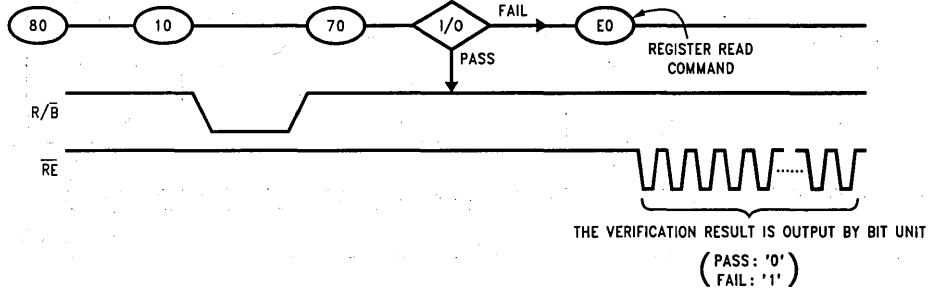 80 10 70 I/O FAIL E0
PASS
REGISTER READ
COMMAND
R/B̅
R̅E̅
......
THE VERIFICATION RESULT IS OUTPUT BY BIT UNIT
(PASS: '0'
FAIL: '1')